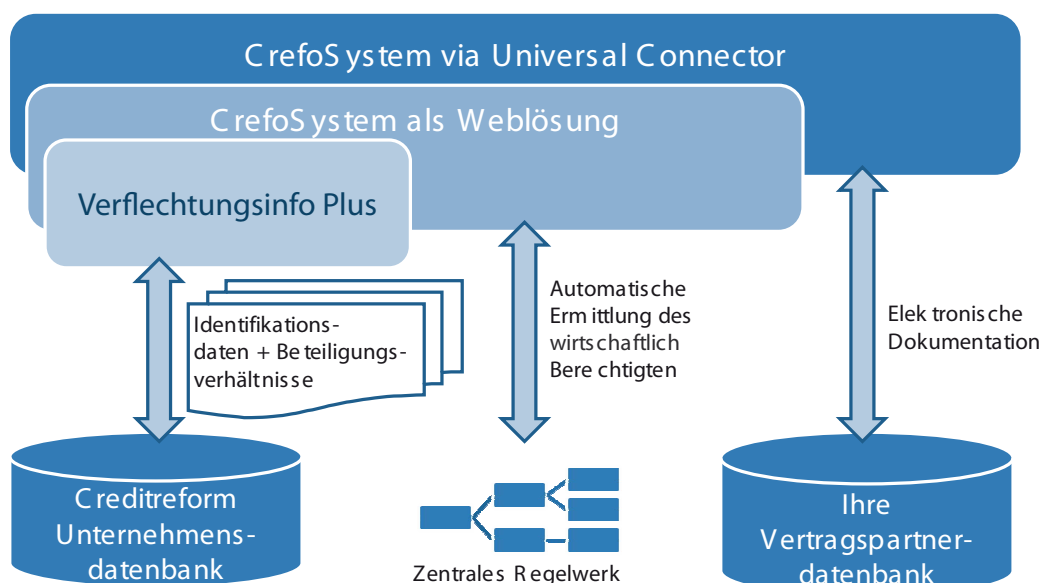 CrefoSystem via Universal Connector
CrefoSystem als Weblösung
Verflechtungsinfo Plus
Identifikations-
daten + Beteiligungs-
verhältnisse
Automatische
Ermittlung des
wirtschaftlich
Berechtigten
Elektronische
Dokumentation
Creditreform
Unternehmens-
datenbank
Zentrales Regelwerk
Ihre
Vertragspartner-
datenbank